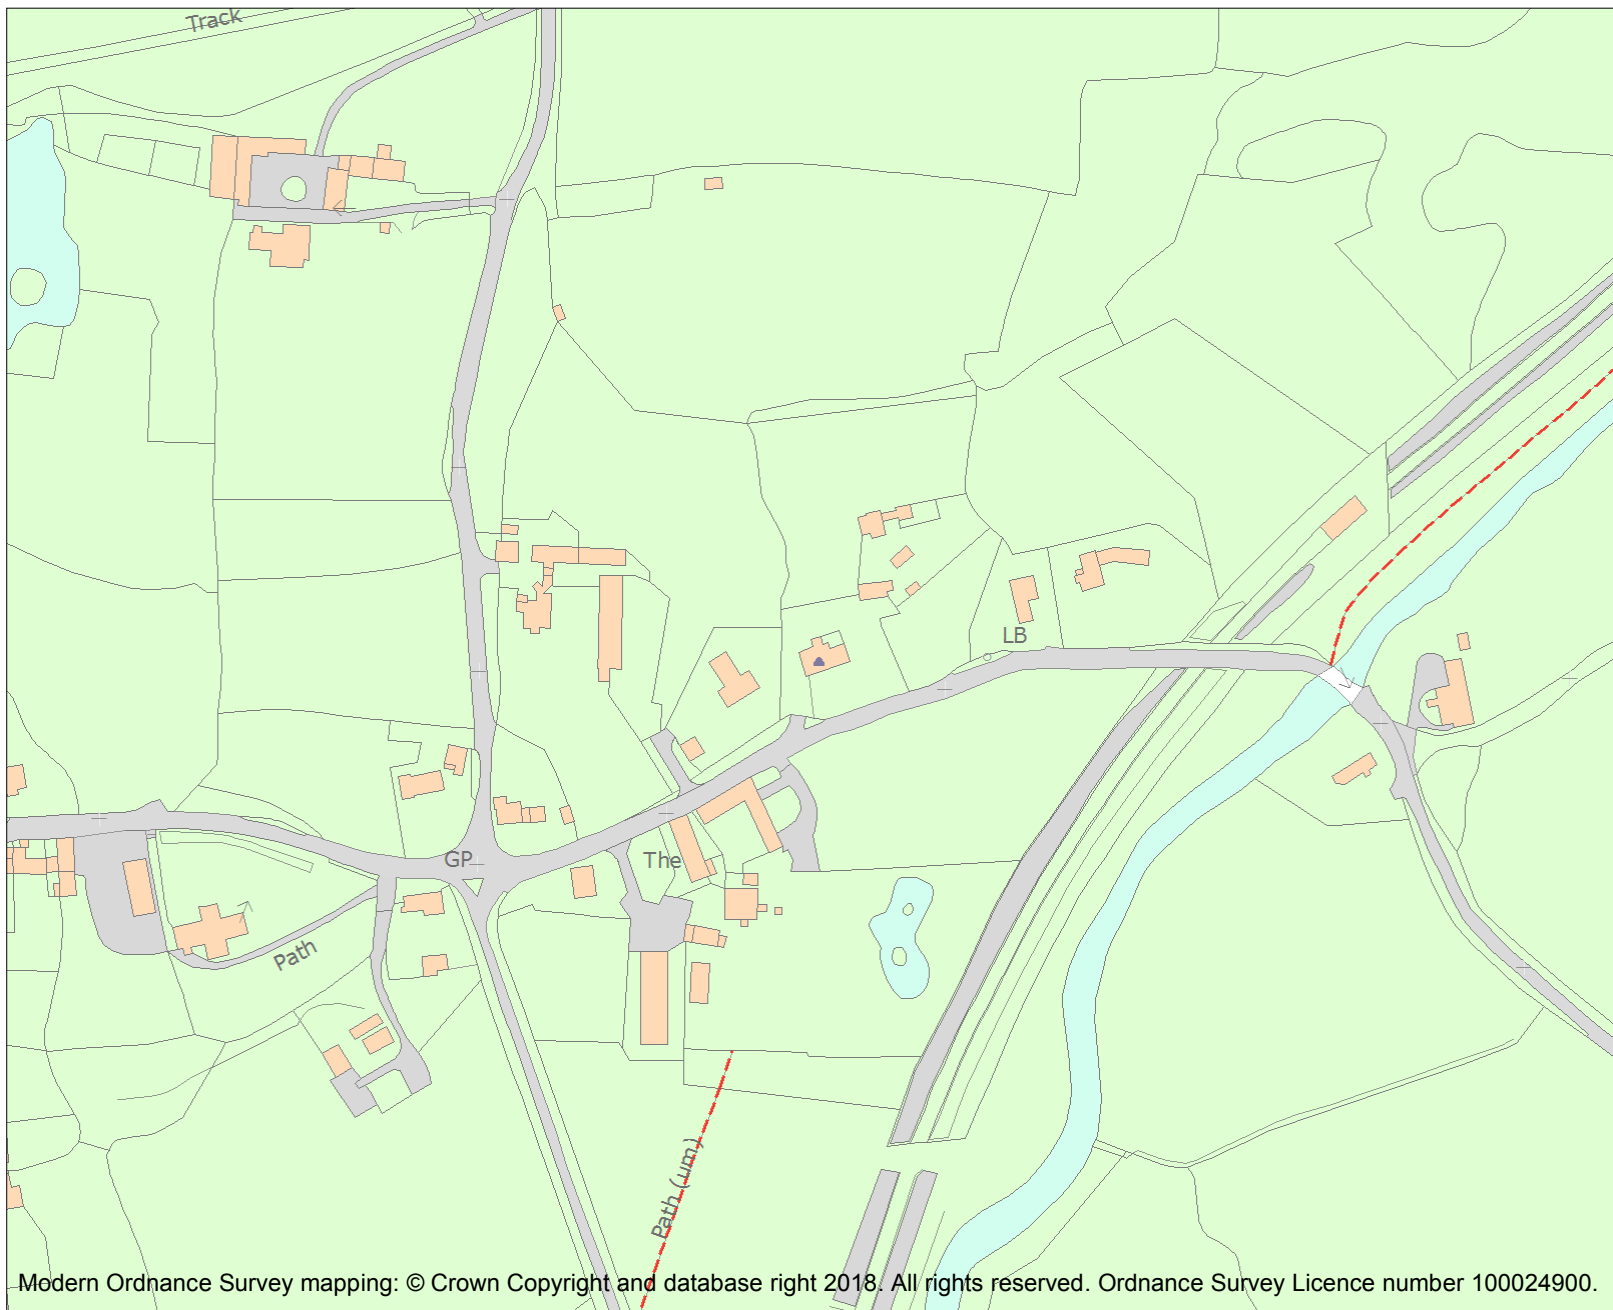 Track
LB
GP
The
Path
Path (um)
Modern Ordnance Survey mapping: © Crown Copyright and database right 2018. All rights reserved. Ordnance Survey Licence number 100024900.